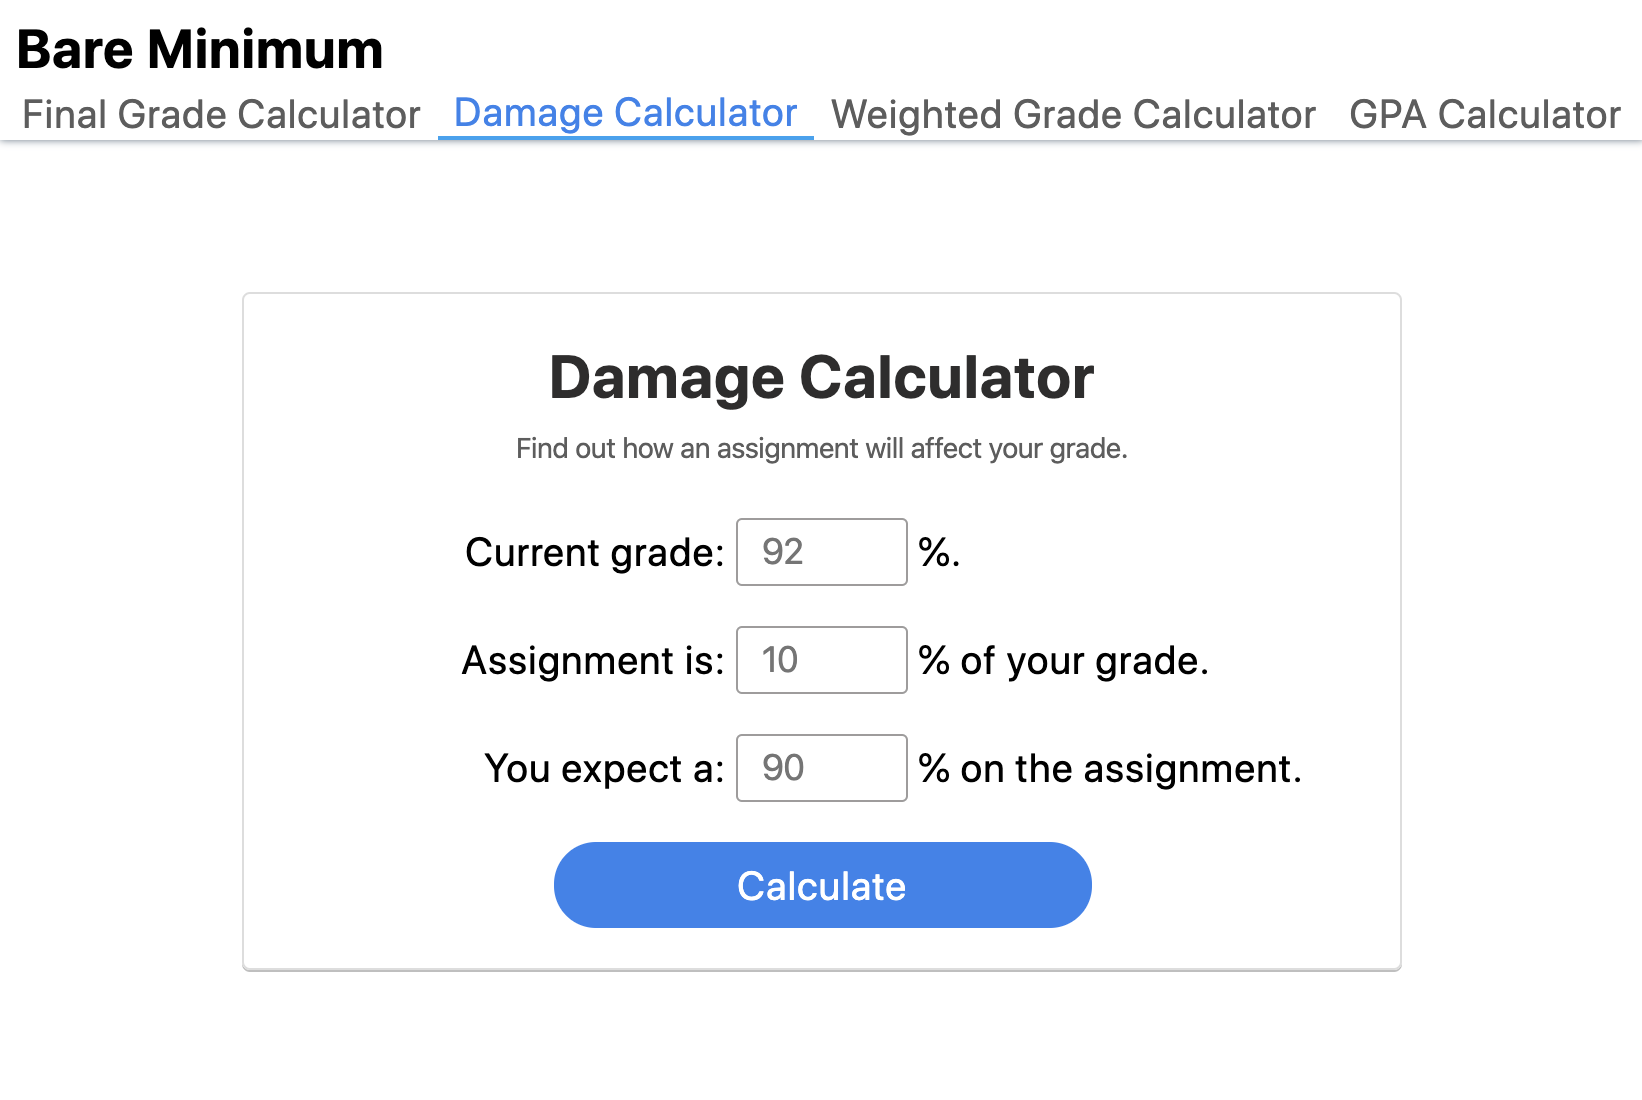 Bare Minimum
Final Grade Calculator Damage Calculator Weighted Grade Calculator GPA Calculator
Damage Calculator
Find out how an assignment will affect your grade.
Current grade: 92 %.
Assignment is: 10 % of your grade.
You expect a: 90 % on the assignment.
Calculate